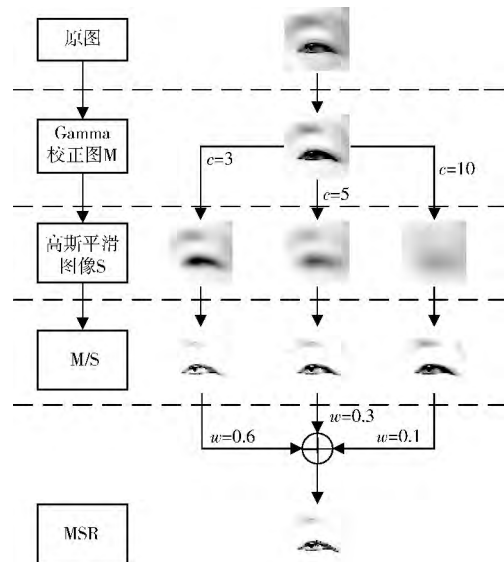 原图
Gamma
校正图M
c=3
c=5
c=10
高斯平滑
图像S
M/S
w=0.3
w=0.6
w=0.1
MSR